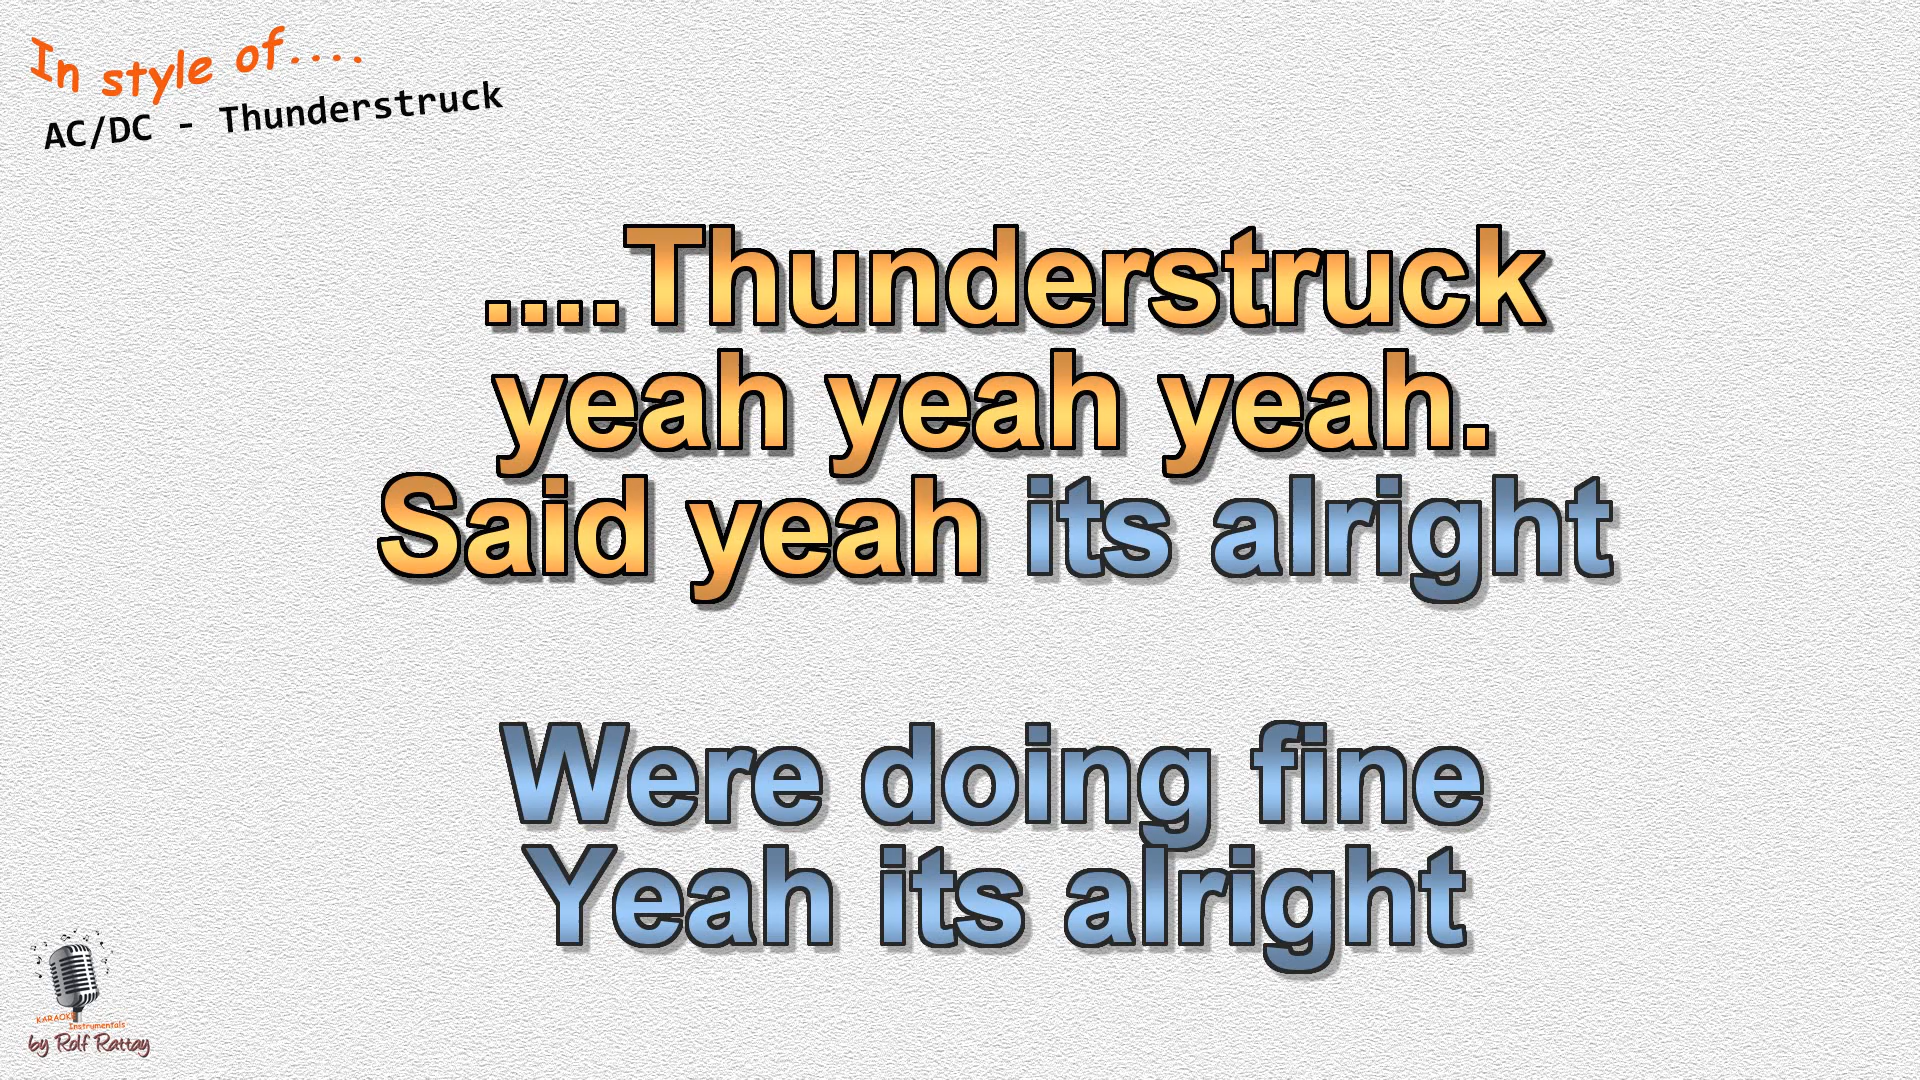 In style of....
AC/DC - Thunderstruck
....Thunderstruck
yeah yeah yeah.
Said yeah its alright
Were doing fine
Yeah its alright
KARAOKE
Instrumentals
by Rolf Rattay